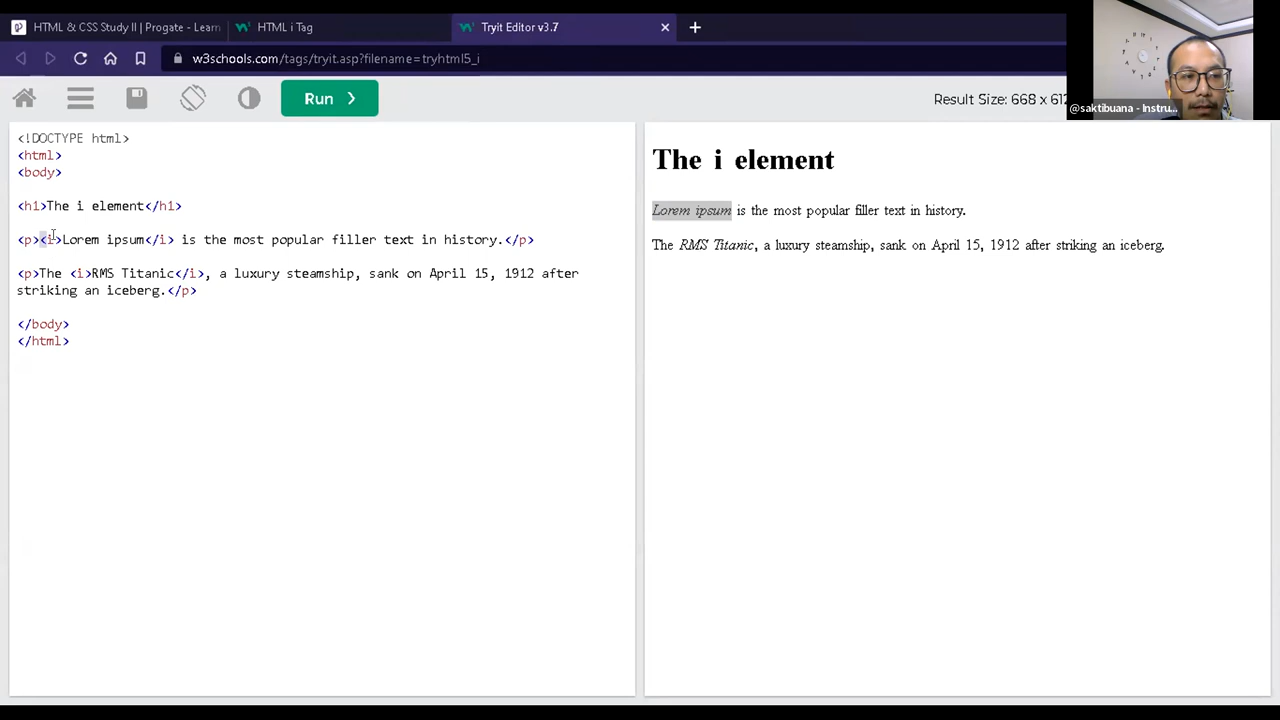 HTML & CSS Study II | Progate - Learn
HTML i Tag
Tryit Editor v3.7
w3schools.com/tags/tryit.asp?filename=tryhtml5_i
Run
Result Size: 668 x 612
@saktibuana - Instru...
<!DOCTYPE html>
<html>
<body>
<h1>The i element</h1>
<p><i>Lorem ipsum</i> is the most popular filler text in history.</p>
<p>The <i>RMS Titanic</i>, a luxury steamship, sank on April 15, 1912 after
striking an iceberg.</p>
</body>
</html>
The i element
Lorem ipsum is the most popular filler text in history.
The RMS Titanic, a luxury steamship, sank on April 15, 1912 after striking an iceberg.